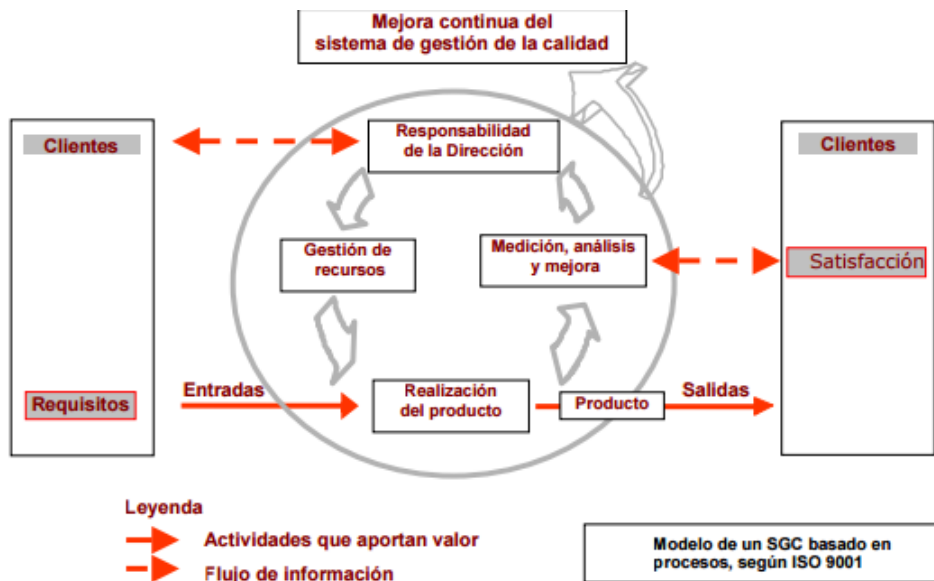 Mejora continua del
sistema de gestión de la calidad
Clientes
Responsabilidad
de la Dirección
Clientes
Gestión de
recursos
Medición, análisis
y mejora
Satisfacción
Requisitos
Entradas
Realización
del producto
Producto
Salidas
Leyenda
Actividades que aportan valor
Flujo de información
Modelo de un SGC basado en
procesos, según ISO 9001